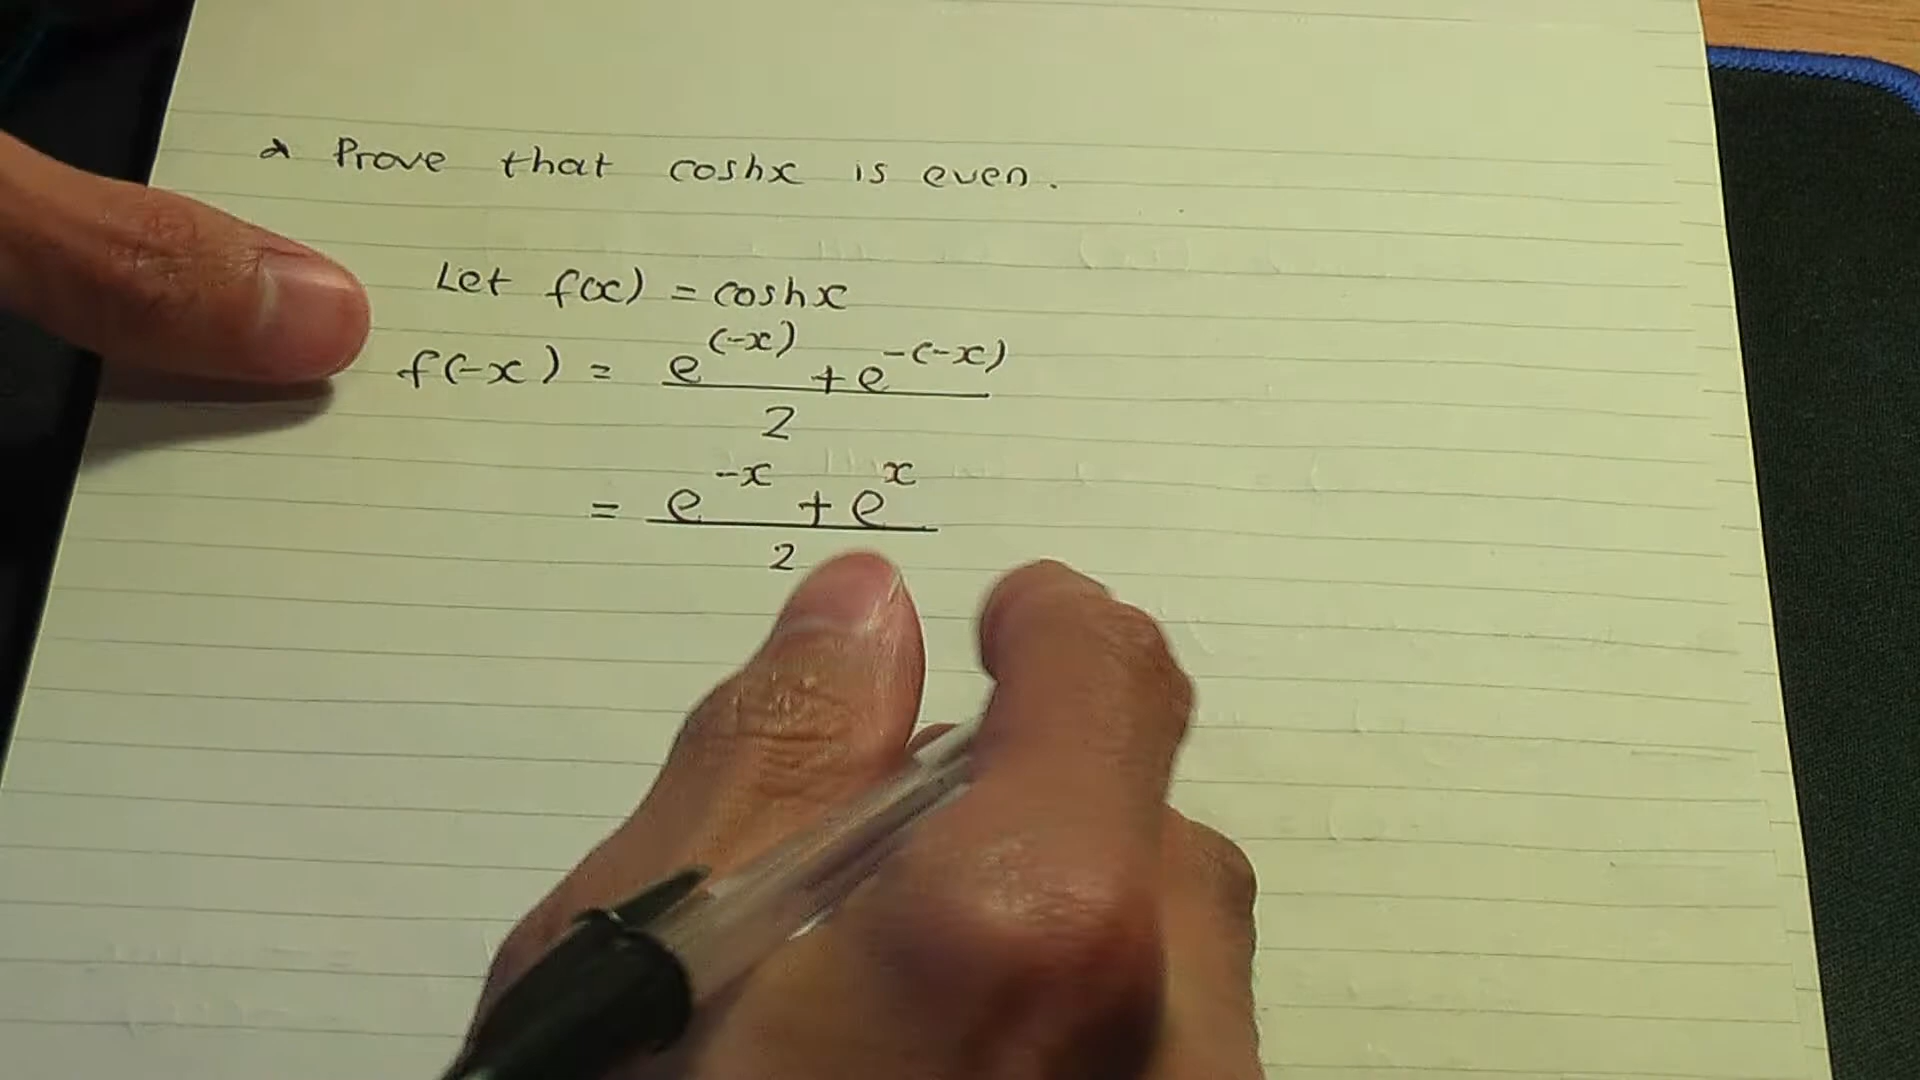 * Prove that coshx is even.
Let f(x) = coshx
f(-x) = e^(-x) + e^-(-x)
2
= e^-x + e^x
2